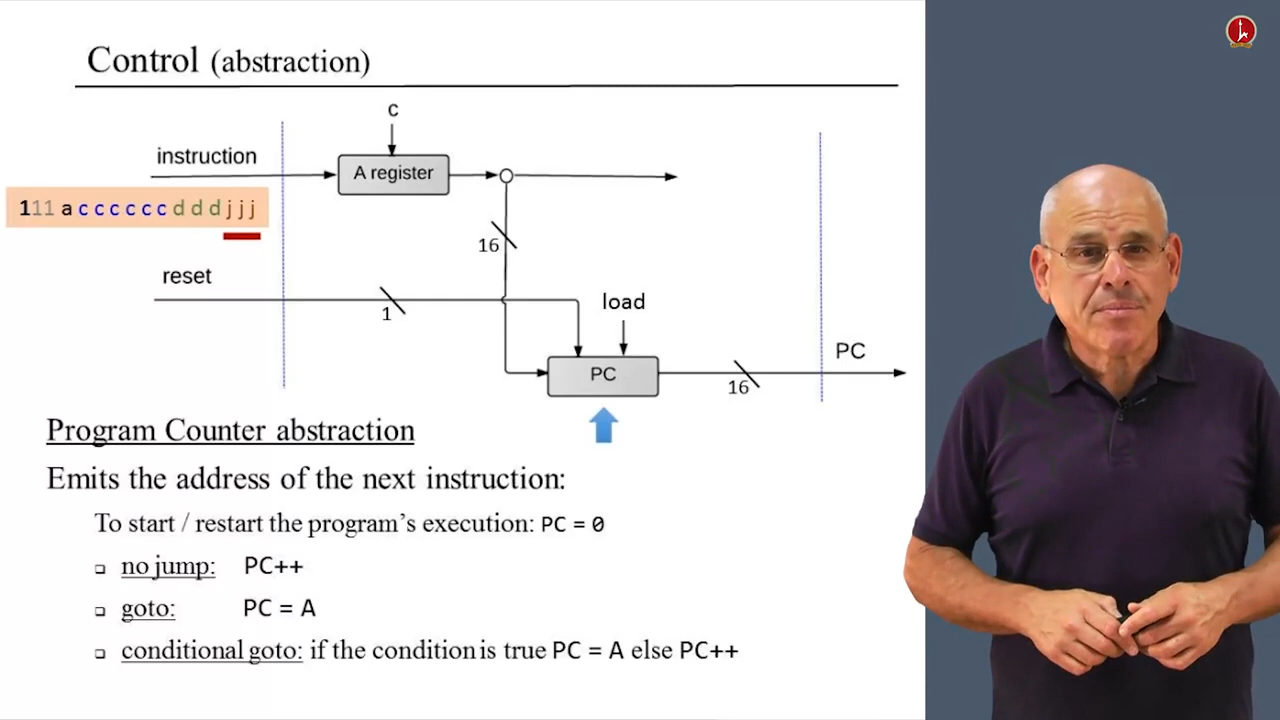 Control (abstraction)
c
instruction
A register
111 a c c c c c c d d d j j j
16
reset
load
1
PC
PC
16
Program Counter abstraction
Emits the address of the next instruction:
To start / restart the program's execution: PC = 0
no jump: PC++
goto: PC = A
conditional goto: if the condition is true PC = A else PC++